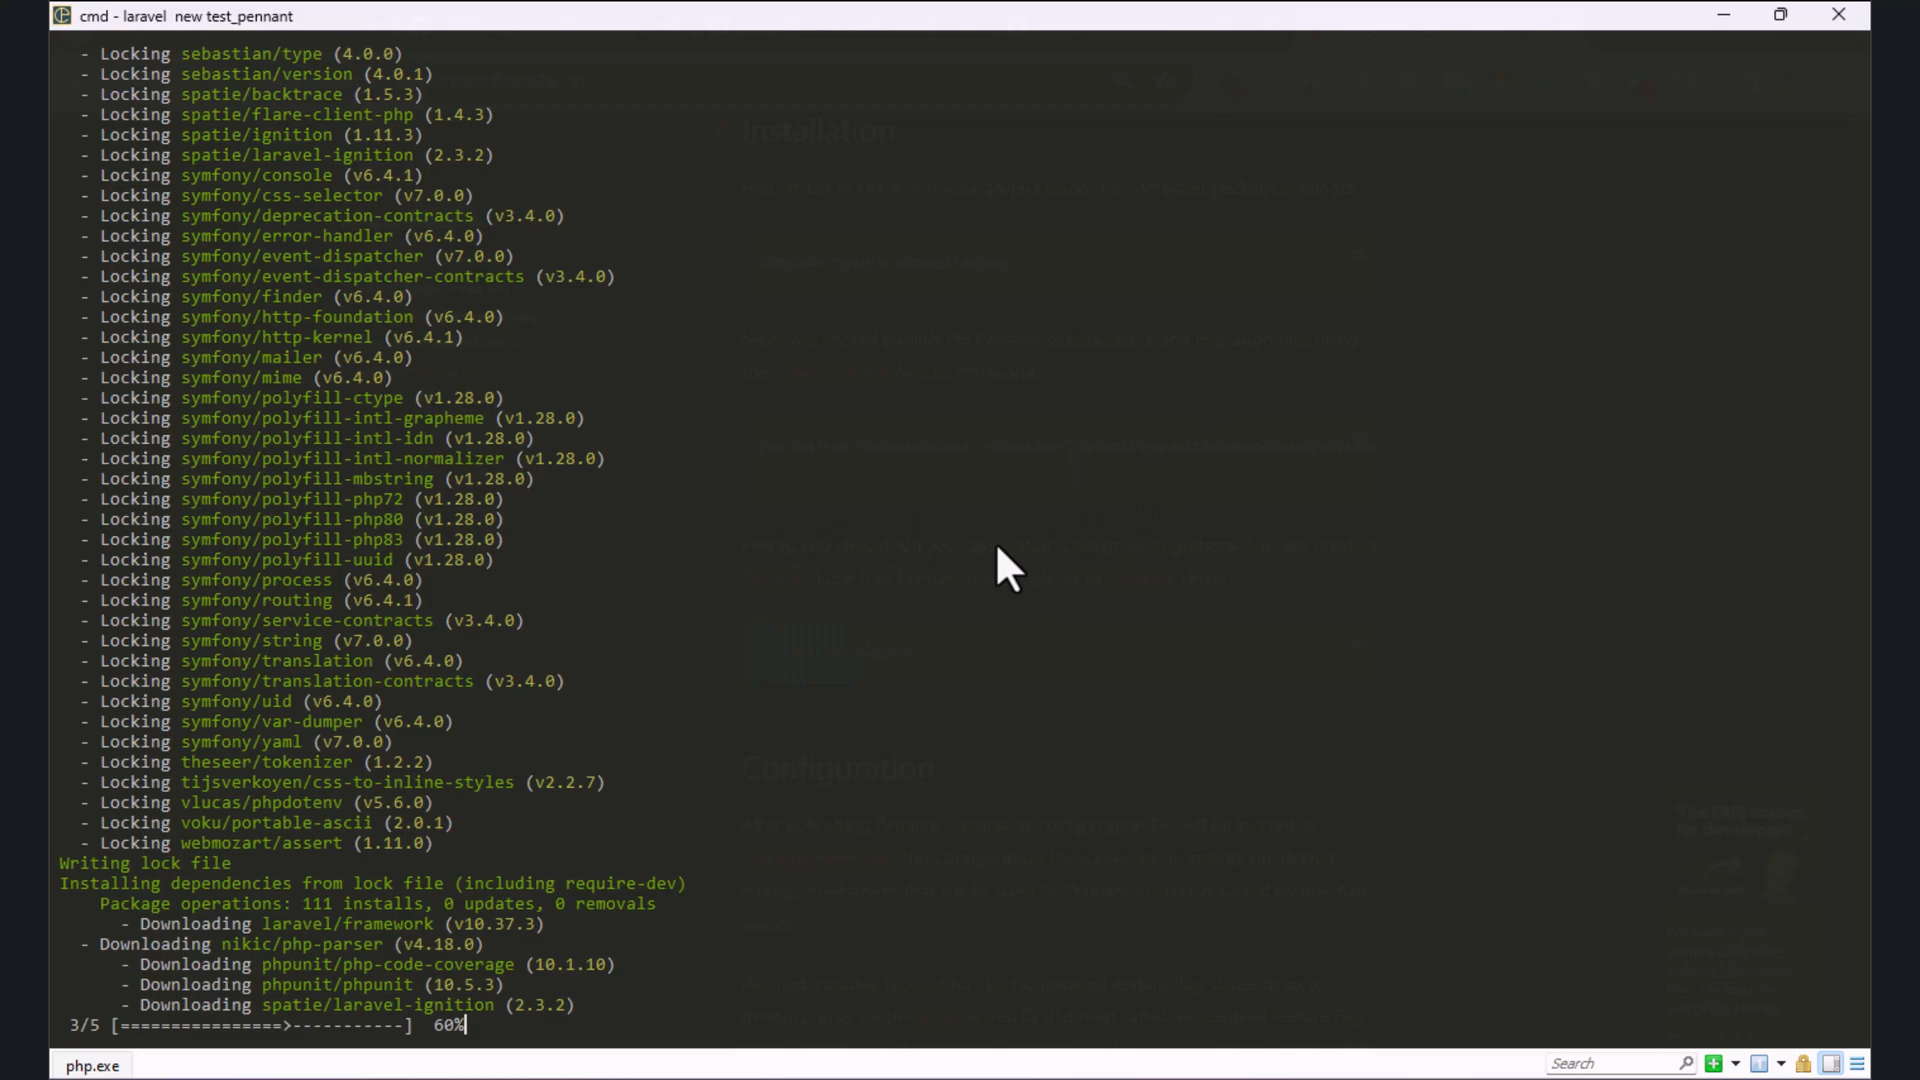 cmd - laravel  new test_pennant
- Locking sebastian/type (4.0.0)
- Locking sebastian/version (4.0.1)
- Locking spatie/backtrace (1.5.3)
- Locking spatie/flare-client-php (1.4.3)
- Locking spatie/ignition (1.11.3)
- Locking spatie/laravel-ignition (2.3.2)
- Locking symfony/console (v6.4.1)
- Locking symfony/css-selector (v7.0.0)
- Locking symfony/deprecation-contracts (v3.4.0)
- Locking symfony/error-handler (v6.4.0)
- Locking symfony/event-dispatcher (v7.0.0)
- Locking symfony/event-dispatcher-contracts (v3.4.0)
- Locking symfony/finder (v6.4.0)
- Locking symfony/http-foundation (v6.4.0)
- Locking symfony/http-kernel (v6.4.1)
- Locking symfony/mailer (v6.4.0)
- Locking symfony/mime (v6.4.0)
- Locking symfony/polyfill-ctype (v1.28.0)
- Locking symfony/polyfill-intl-grapheme (v1.28.0)
- Locking symfony/polyfill-intl-idn (v1.28.0)
- Locking symfony/polyfill-intl-normalizer (v1.28.0)
- Locking symfony/polyfill-mbstring (v1.28.0)
- Locking symfony/polyfill-php72 (v1.28.0)
- Locking symfony/polyfill-php80 (v1.28.0)
- Locking symfony/polyfill-php83 (v1.28.0)
- Locking symfony/polyfill-uuid (v1.28.0)
- Locking symfony/process (v6.4.0)
- Locking symfony/routing (v6.4.1)
- Locking symfony/service-contracts (v3.4.0)
- Locking symfony/string (v7.0.0)
- Locking symfony/translation (v6.4.0)
- Locking symfony/translation-contracts (v3.4.0)
- Locking symfony/uid (v6.4.0)
- Locking symfony/var-dumper (v6.4.0)
- Locking symfony/yaml (v7.0.0)
- Locking theseer/tokenizer (1.2.2)
- Locking tijsverkoyen/css-to-inline-styles (v2.2.7)
- Locking vlucas/phpdotenv (v5.6.0)
- Locking voku/portable-ascii (2.0.1)
- Locking webmozart/assert (1.11.0)
Writing lock file
Installing dependencies from lock file (including require-dev)
Package operations: 111 installs, 0 updates, 0 removals
- Downloading laravel/framework (v10.37.3)
- Downloading nikic/php-parser (v4.18.0)
- Downloading phpunit/php-code-coverage (10.1.10)
- Downloading phpunit/phpunit (10.5.3)
- Downloading spatie/laravel-ignition (2.3.2)
3/5 [================>-----------]  60%
Installation
Configuration
php.exe
Search